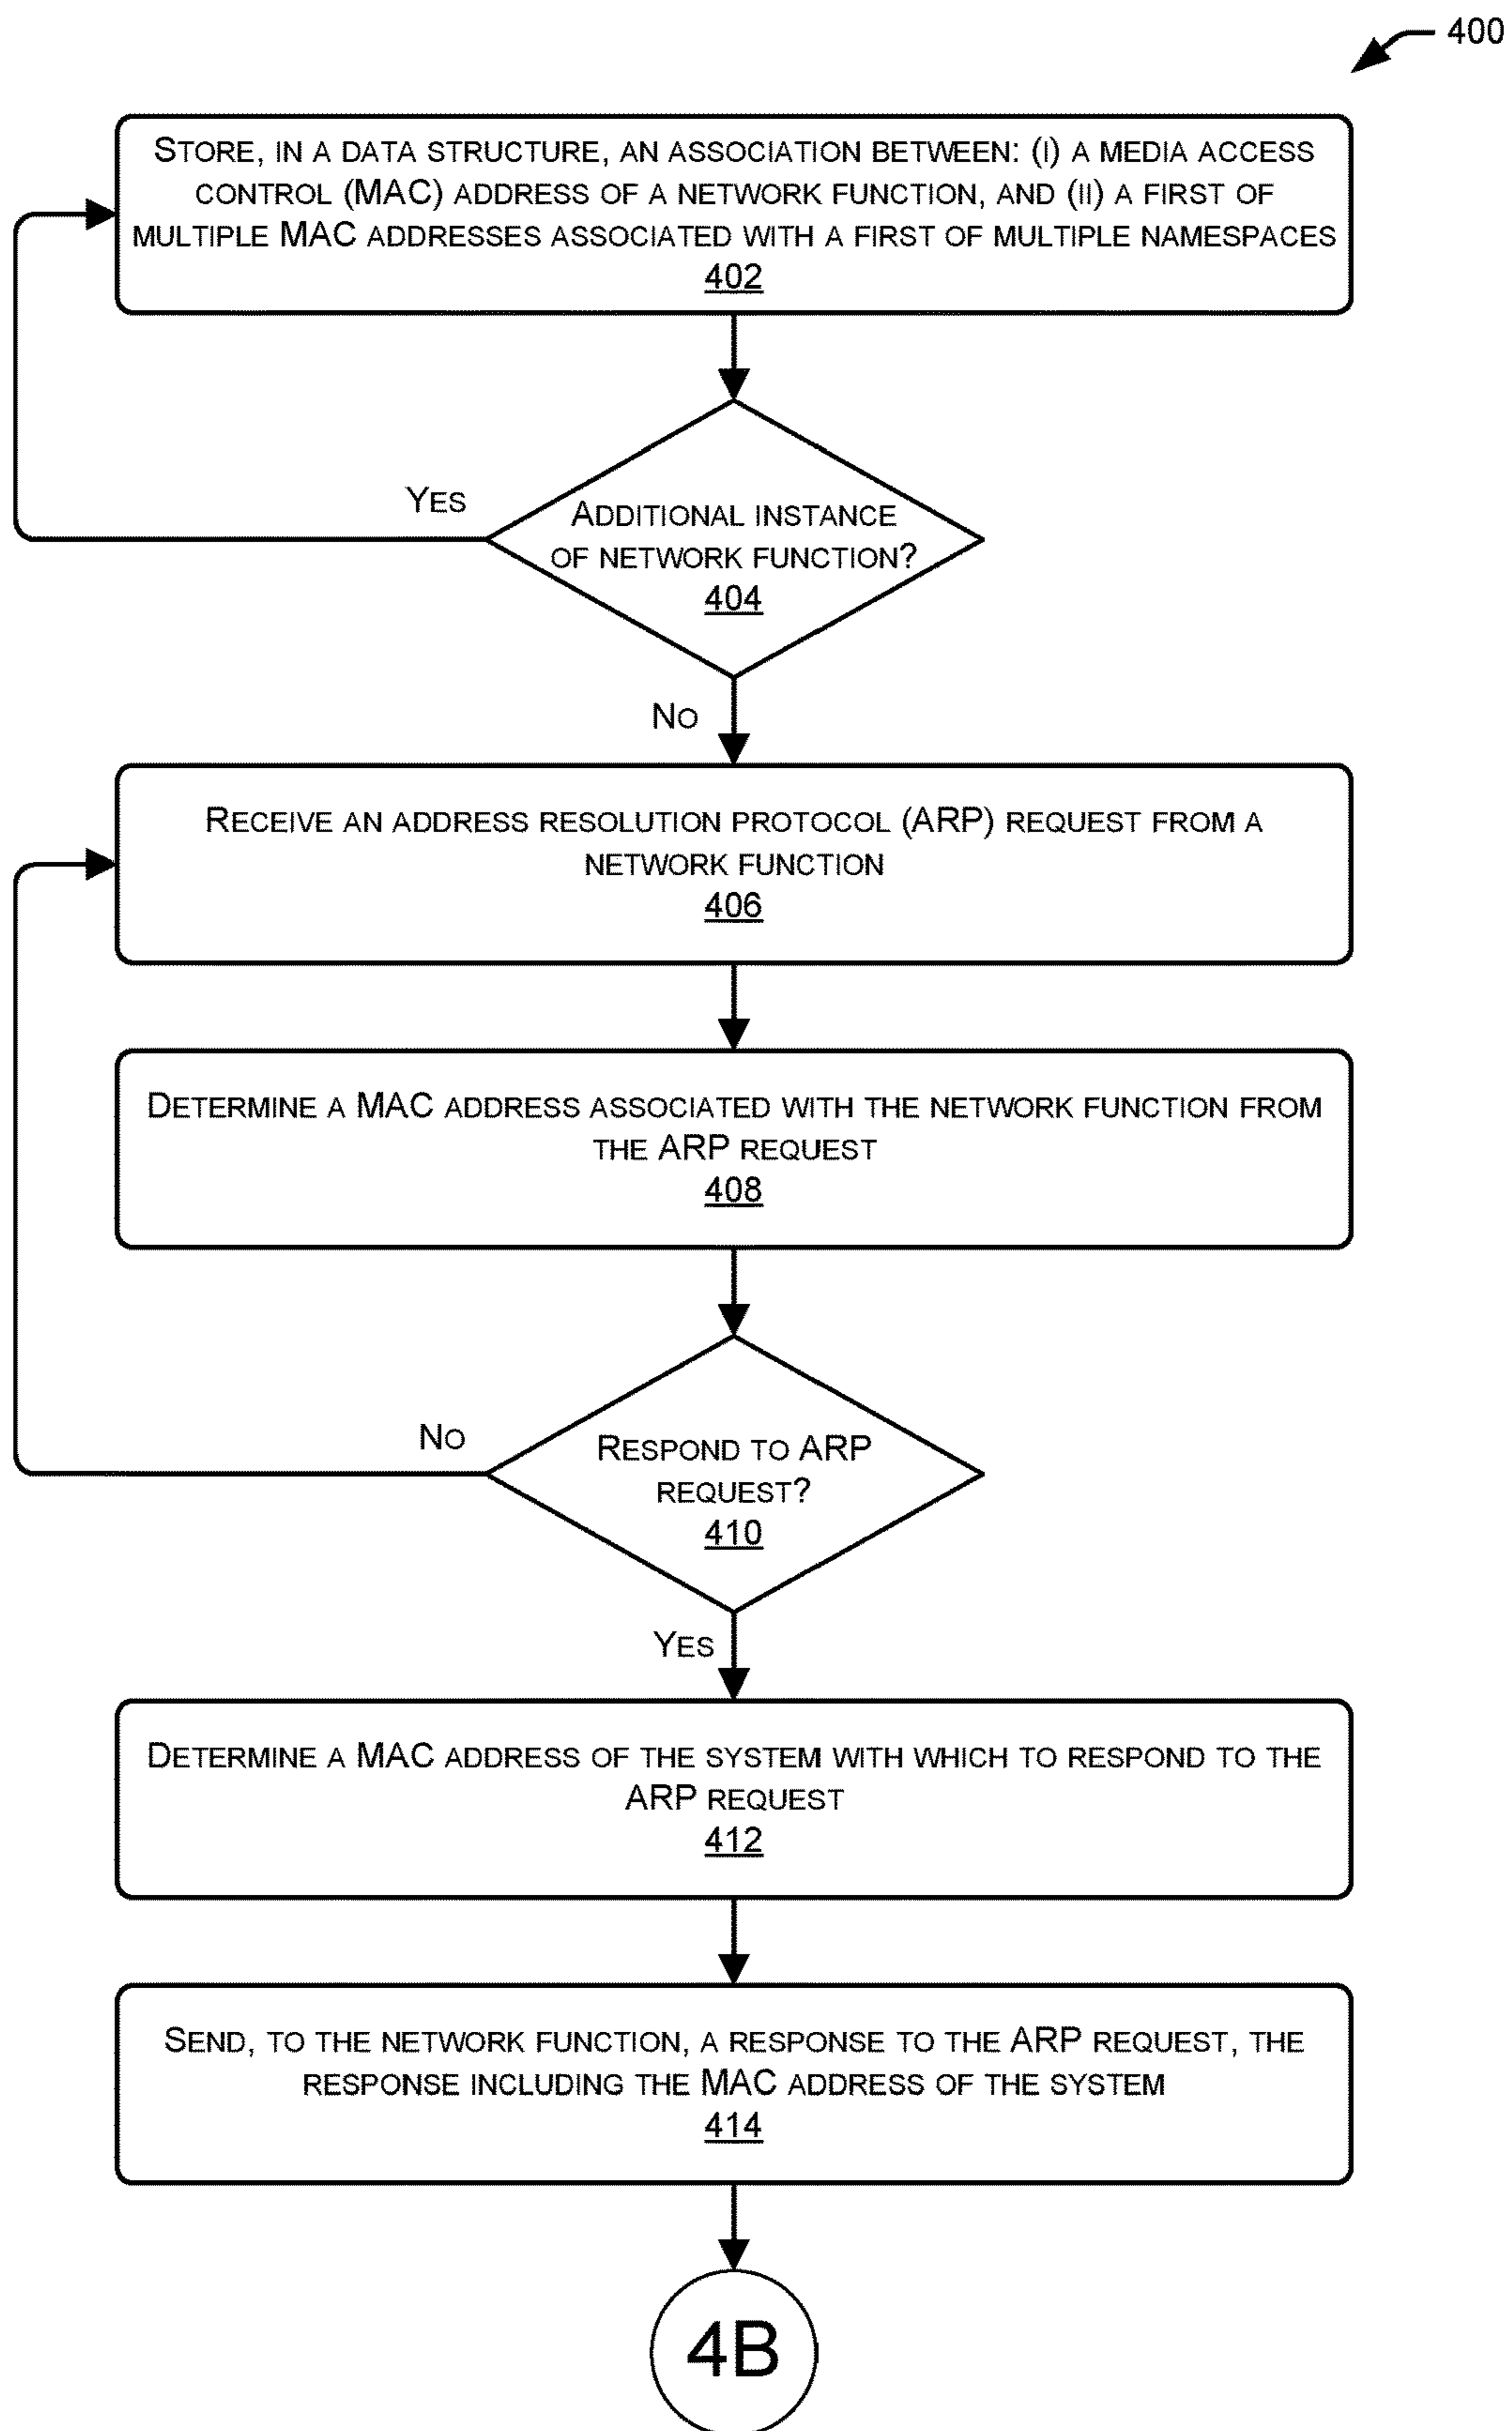 400
STORE, IN A DATA STRUCTURE, AN ASSOCIATION BETWEEN: (I) A MEDIA ACCESS
CONTROL (MAC) ADDRESS OF A NETWORK FUNCTION, AND (II) A FIRST OF
MULTIPLE MAC ADDRESSES ASSOCIATED WITH A FIRST OF MULTIPLE NAMESPACES
402
YES
ADDITIONAL INSTANCE
OF NETWORK FUNCTION?
404
NO
RECEIVE AN ADDRESS RESOLUTION PROTOCOL (ARP) REQUEST FROM A
NETWORK FUNCTION
406
DETERMINE A MAC ADDRESS ASSOCIATED WITH THE NETWORK FUNCTION FROM
THE ARP REQUEST
408
NO
RESPOND TO ARP
REQUEST?
410
YES
DETERMINE A MAC ADDRESS OF THE SYSTEM WITH WHICH TO RESPOND TO THE
ARP REQUEST
412
SEND, TO THE NETWORK FUNCTION, A RESPONSE TO THE ARP REQUEST, THE
RESPONSE INCLUDING THE MAC ADDRESS OF THE SYSTEM
414
4B